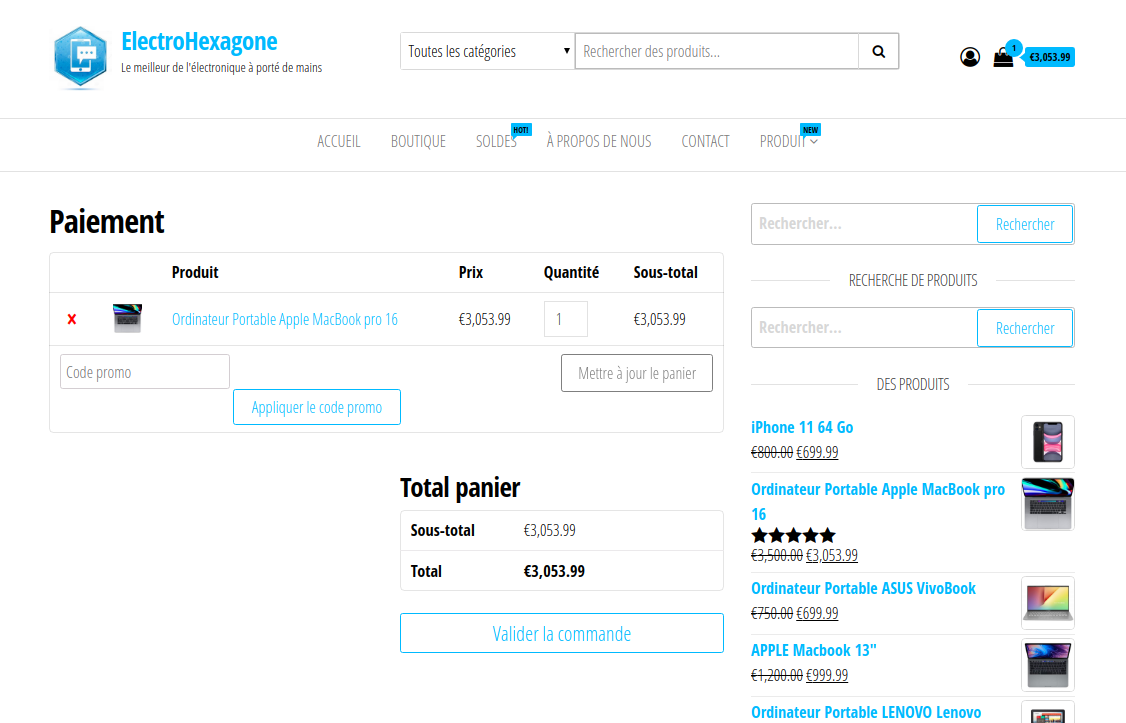 ElectroHexagone
Le meilleur de l'électronique à porté de mains
Toutes les catégories
Rechercher des produits...
1
€3,053.99
HOT!
NEW
ACCUEIL BOUTIQUE SOLDES À PROPOS DE NOUS CONTACT PRODUIT
Paiement
Produit Prix Quantité Sous-total
Ordinateur Portable Apple MacBook pro 16 €3,053.99 1 €3,053.99
Code promo
Mettre à jour le panier
Appliquer le code promo
Total panier
Sous-total €3,053.99
Total €3,053.99
Valider la commande
Rechercher... Rechercher
RECHERCHE DE PRODUITS
Rechercher... Rechercher
DES PRODUITS
iPhone 11 64 Go
€800.00 €699.99
Ordinateur Portable Apple MacBook pro
16
€3,500.00 €3,053.99
Ordinateur Portable ASUS VivoBook
€750.00 €699.99
APPLE Macbook 13"
€1,200.00 €999.99
Ordinateur Portable LENOVO Lenovo